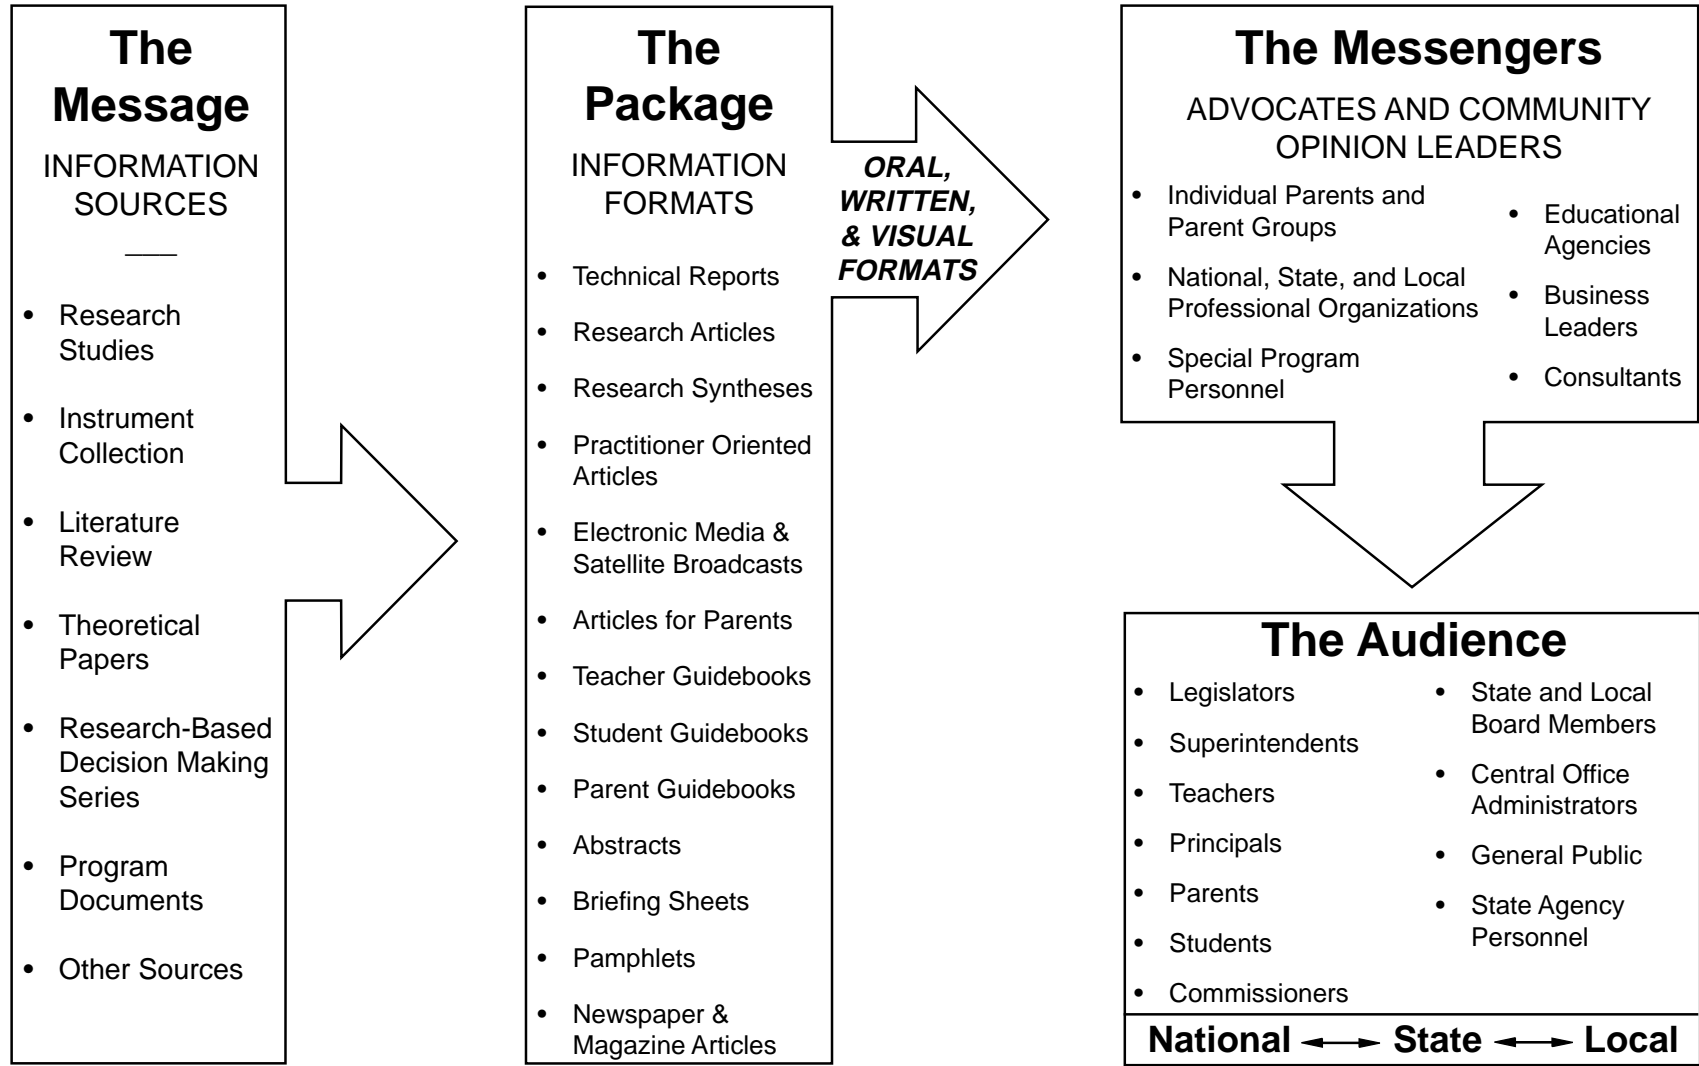 The
Message
INFORMATION
SOURCES
• Research
Studies
• Instrument
Collection
• Literature
Review
• Theoretical
Papers
• Research-Based
Decision Making
Series
• Program
Documents
• Other Sources
The
Package
INFORMATION
FORMATS
• Technical Reports
• Research Articles
• Research Syntheses
• Practitioner Oriented
Articles
• Electronic Media &
Satellite Broadcasts
• Articles for Parents
• Teacher Guidebooks
• Student Guidebooks
• Parent Guidebooks
• Abstracts
• Briefing Sheets
• Pamphlets
• Newspaper &
Magazine Articles
ORAL,
WRITTEN,
& VISUAL
FORMATS
The Messengers
ADVOCATES AND COMMUNITY
OPINION LEADERS
• Individual Parents and
Parent Groups
• National, State, and Local
Professional Organizations
• Special Program
Personnel
• Educational
Agencies
• Business
Leaders
• Consultants
The Audience
• Legislators
• Superintendents
• Teachers
• Principals
• Parents
• Students
• Commissioners
• State and Local
Board Members
• Central Office
Administrators
• General Public
• State Agency
Personnel
National ↔ State ↔ Local